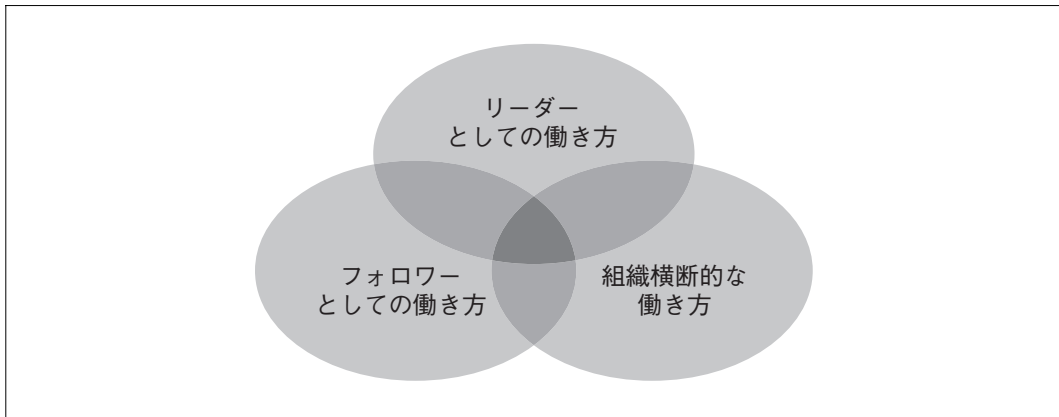 リーダー
としての働き方
フォロワー
としての働き方
組織横断的な
働き方